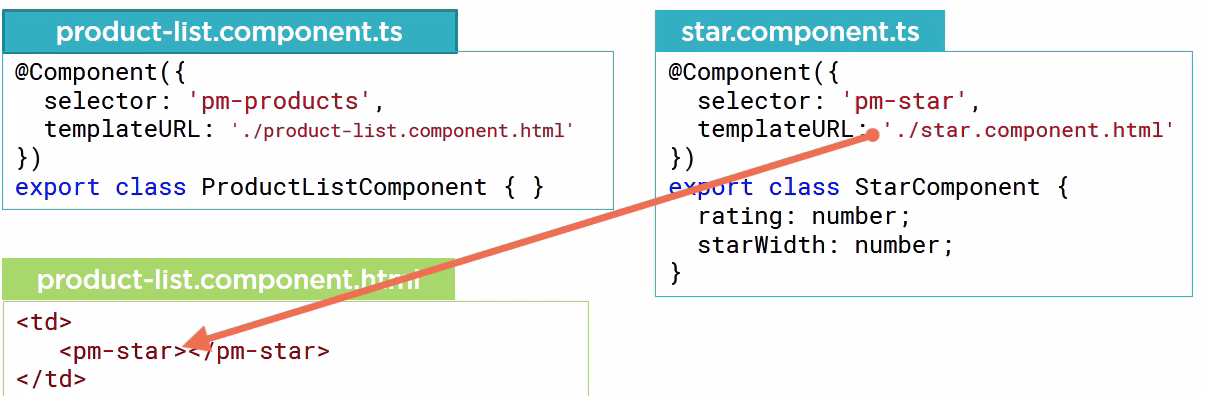 product-list.component.ts
@Component({
  selector: 'pm-products',
  templateURL: './product-list.component.html'
})
export class ProductListComponent { }
star.component.ts
@Component({
  selector: 'pm-star',
  templateURL: './star.component.html'
})
export class StarComponent {
  rating: number;
  starWidth: number;
}
product-list.component.html
<td>
   <pm-star></pm-star>
</td>